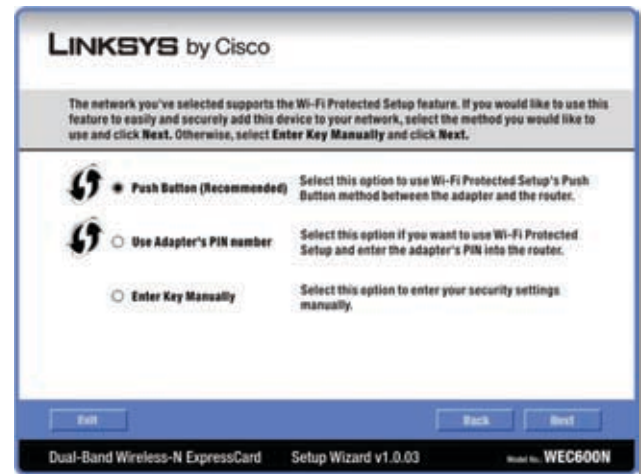 LINKSYS by Cisco
The network you've selected supports the Wi-Fi Protected Setup feature. If you would like to use this
feature to easily and securely add this device to your network, select the method you would like to
use and click Next. Otherwise, select Enter Key Manually and click Next.
Push Button (Recommended)
Select this option to use Wi-Fi Protected Setup's Push
Button method between the adapter and the router.
Use Adapter's PIN number
Select this option if you want to use Wi-Fi Protected
Setup and enter the adapter's PIN into the router.
Enter Key Manually
Select this option to enter your security settings
manually.
Exit
Back
Next
Dual-Band Wireless-N ExpressCard
Setup Wizard v1.0.03
Model No. WEC600N